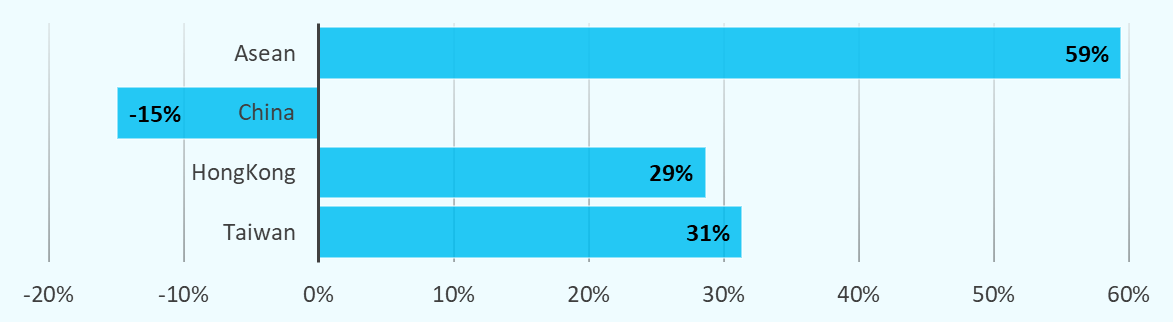 Asean 59%
-15% China
HongKong 29%
Taiwan 31%
-20% -10% 0% 10% 20% 30% 40% 50% 60%